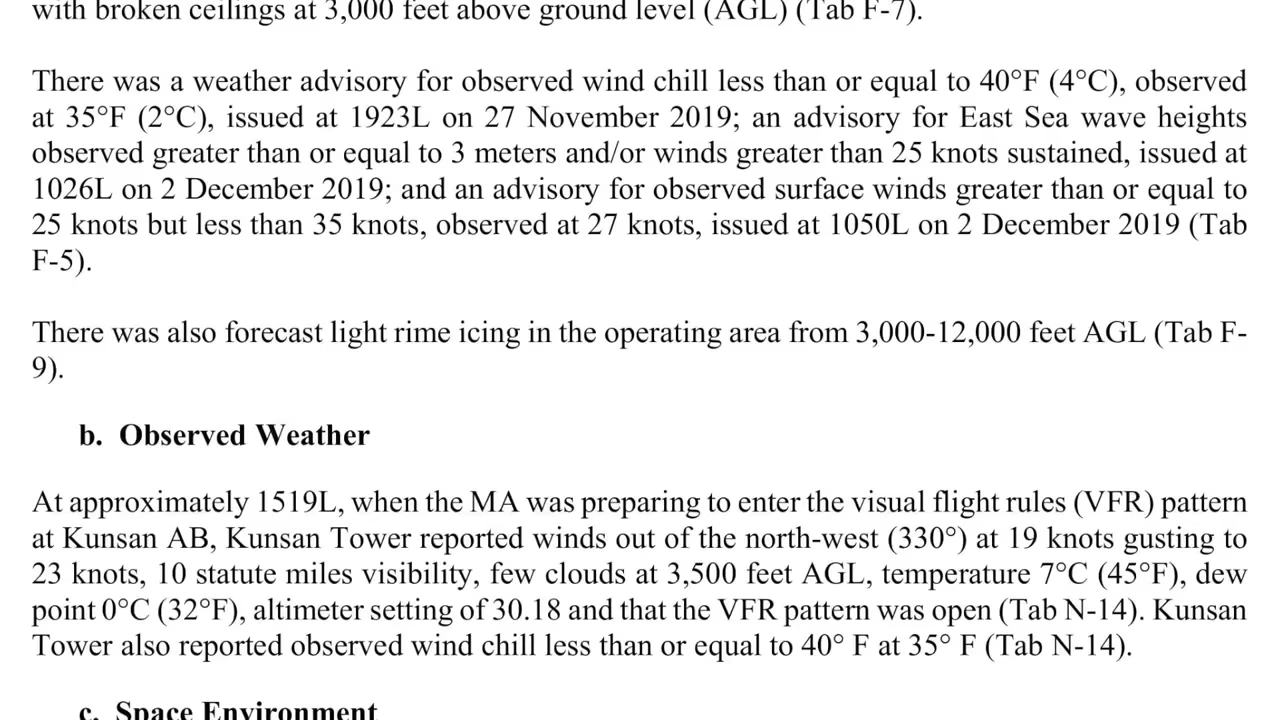 with broken ceilings at 3,000 feet above ground level (AGL) (Tab F-7).
There was a weather advisory for observed wind chill less than or equal to 40°F (4°C), observed
at 35°F (2°C), issued at 1923L on 27 November 2019; an advisory for East Sea wave heights
observed greater than or equal to 3 meters and/or winds greater than 25 knots sustained, issued at
1026L on 2 December 2019; and an advisory for observed surface winds greater than or equal to
25 knots but less than 35 knots, observed at 27 knots, issued at 1050L on 2 December 2019 (Tab
F-5).
There was also forecast light rime icing in the operating area from 3,000-12,000 feet AGL (Tab F-
9).
b. Observed Weather
At approximately 1519L, when the MA was preparing to enter the visual flight rules (VFR) pattern
at Kunsan AB, Kunsan Tower reported winds out of the north-west (330°) at 19 knots gusting to
23 knots, 10 statute miles visibility, few clouds at 3,500 feet AGL, temperature 7°C (45°F), dew
point 0°C (32°F), altimeter setting of 30.18 and that the VFR pattern was open (Tab N-14). Kunsan
Tower also reported observed wind chill less than or equal to 40° F at 35° F (Tab N-14).
c. Space Environment